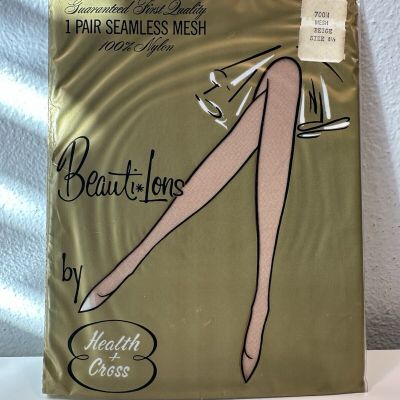 Guaranteed First Quality
1 PAIR SEAMLESS MESH
100% Nylon
700M
MESH
BEIGE
SIZE 8½
Beauti*Lons
by
Health
+
Cross